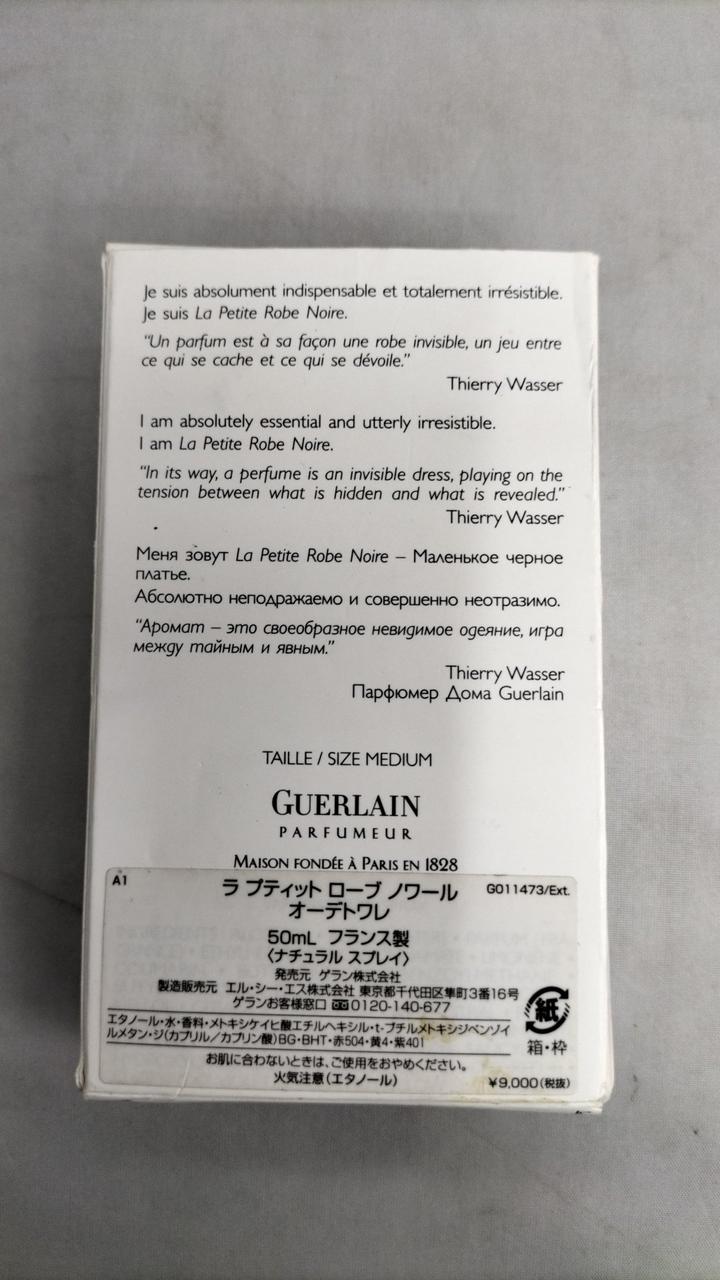 Je suis absolument indispensable et totalement irrésistible.
Je suis La Petite Robe Noire.
“Un parfum est à sa façon une robe invisible, un jeu entre
ce qui se cache et ce qui se dévoile.”
Thierry Wasser
I am absolutely essential and utterly irresistible.
I am La Petite Robe Noire.
“In its way, a perfume is an invisible dress, playing on the
tension between what is hidden and what is revealed.”
Thierry Wasser
Меня зовут La Petite Robe Noire – Маленькое черное
платье.
Абсолютно неподражаемо и совершенно неотразимо.
“Аромат – это своеобразное невидимое одеяние, игра
между тайным и явным.”
Thierry Wasser
Парфюмер Дома Guerlain
TAILLE / SIZE MEDIUM
GUERLAIN
PARFUMEUR
MAISON FONDÉE À PARIS EN 1828
A1
ラ プティット ローブ ノワール
G011473/Ext.
オーデトワレ
50mL フランス製
〈ナチュラル スプレイ〉
発売元 ゲラン株式会社
製造販売元 エル・シー・エス株式会社 東京都千代田区隼町3番16号
ゲランお客様窓口 0120-140-677
紙
箱・枠
エタノール・水・香料・メトキシケイヒ酸エチルヘキシル・t-ブチルメトキシジベンゾイ
ルメタン・ジ(カプリル/カプリン酸)BG・BHT・赤504・黄4・紫401
お肌に合わないときは、ご使用をおやめください。
火気注意(エタノール)
¥9,000(税抜)